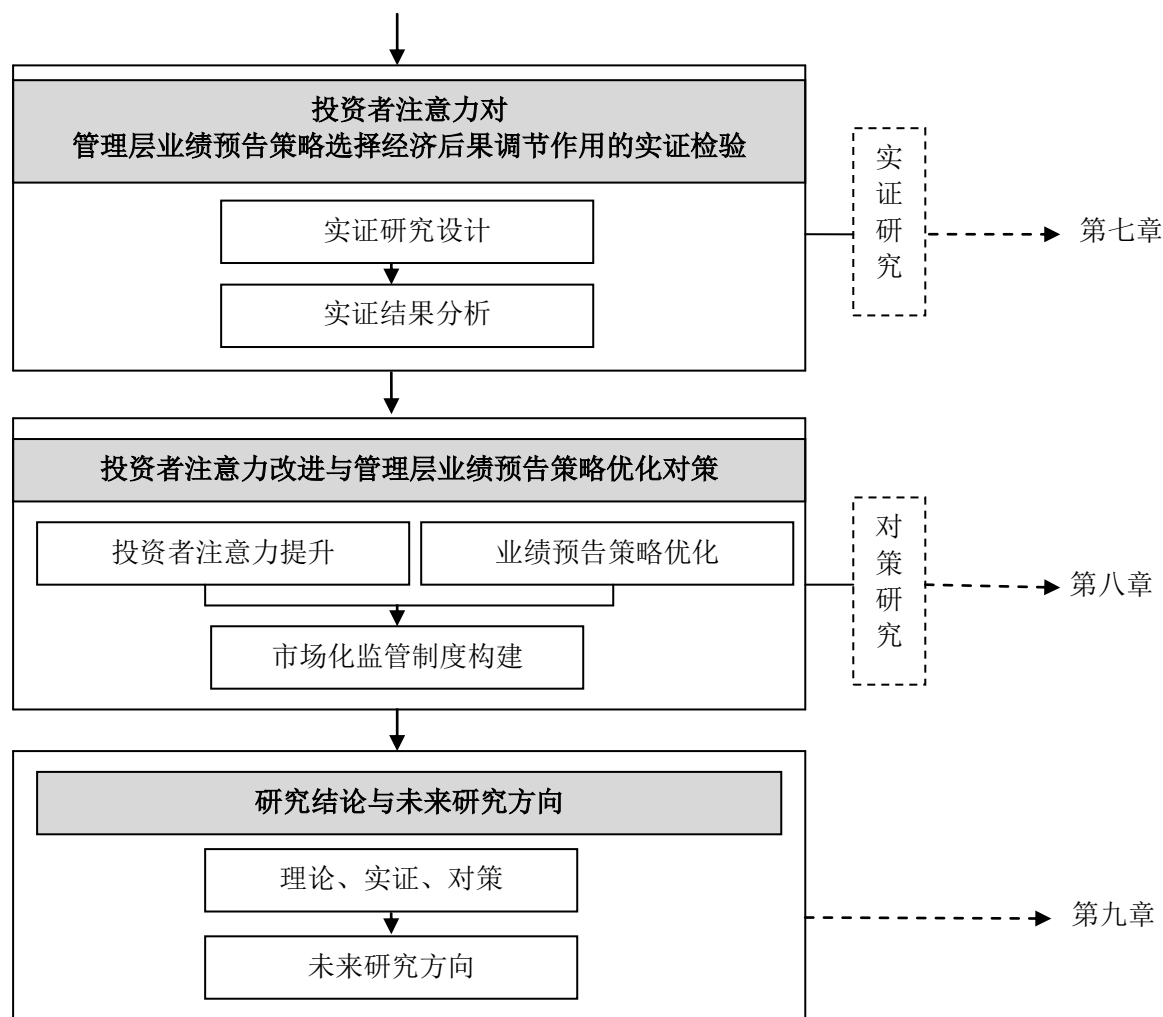 投资者注意力对
管理层业绩预告策略选择经济后果调节作用的实证检验
实证研究设计
实证结果分析
实证研究
第七章
投资者注意力改进与管理层业绩预告策略优化对策
投资者注意力提升
业绩预告策略优化
市场化监管制度构建
对策研究
第八章
研究结论与未来研究方向
理论、实证、对策
未来研究方向
第九章